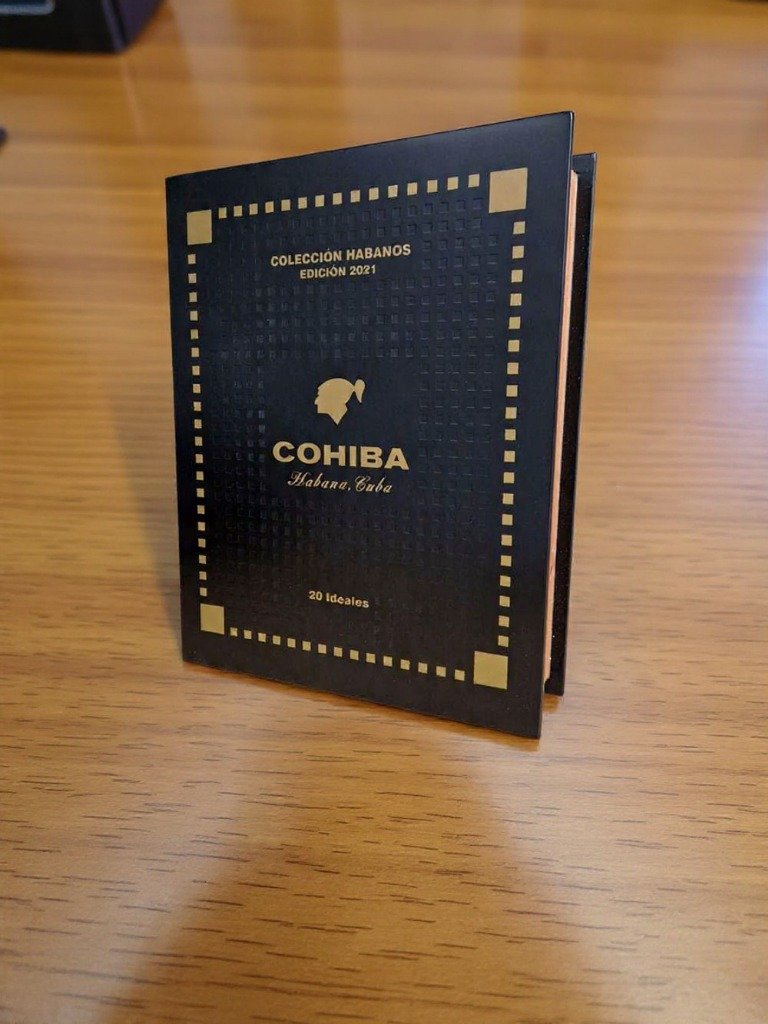 COLECCIÓN HABANOS
EDICIÓN 2021
COHIBA
Habana, Cuba
20 Ideales